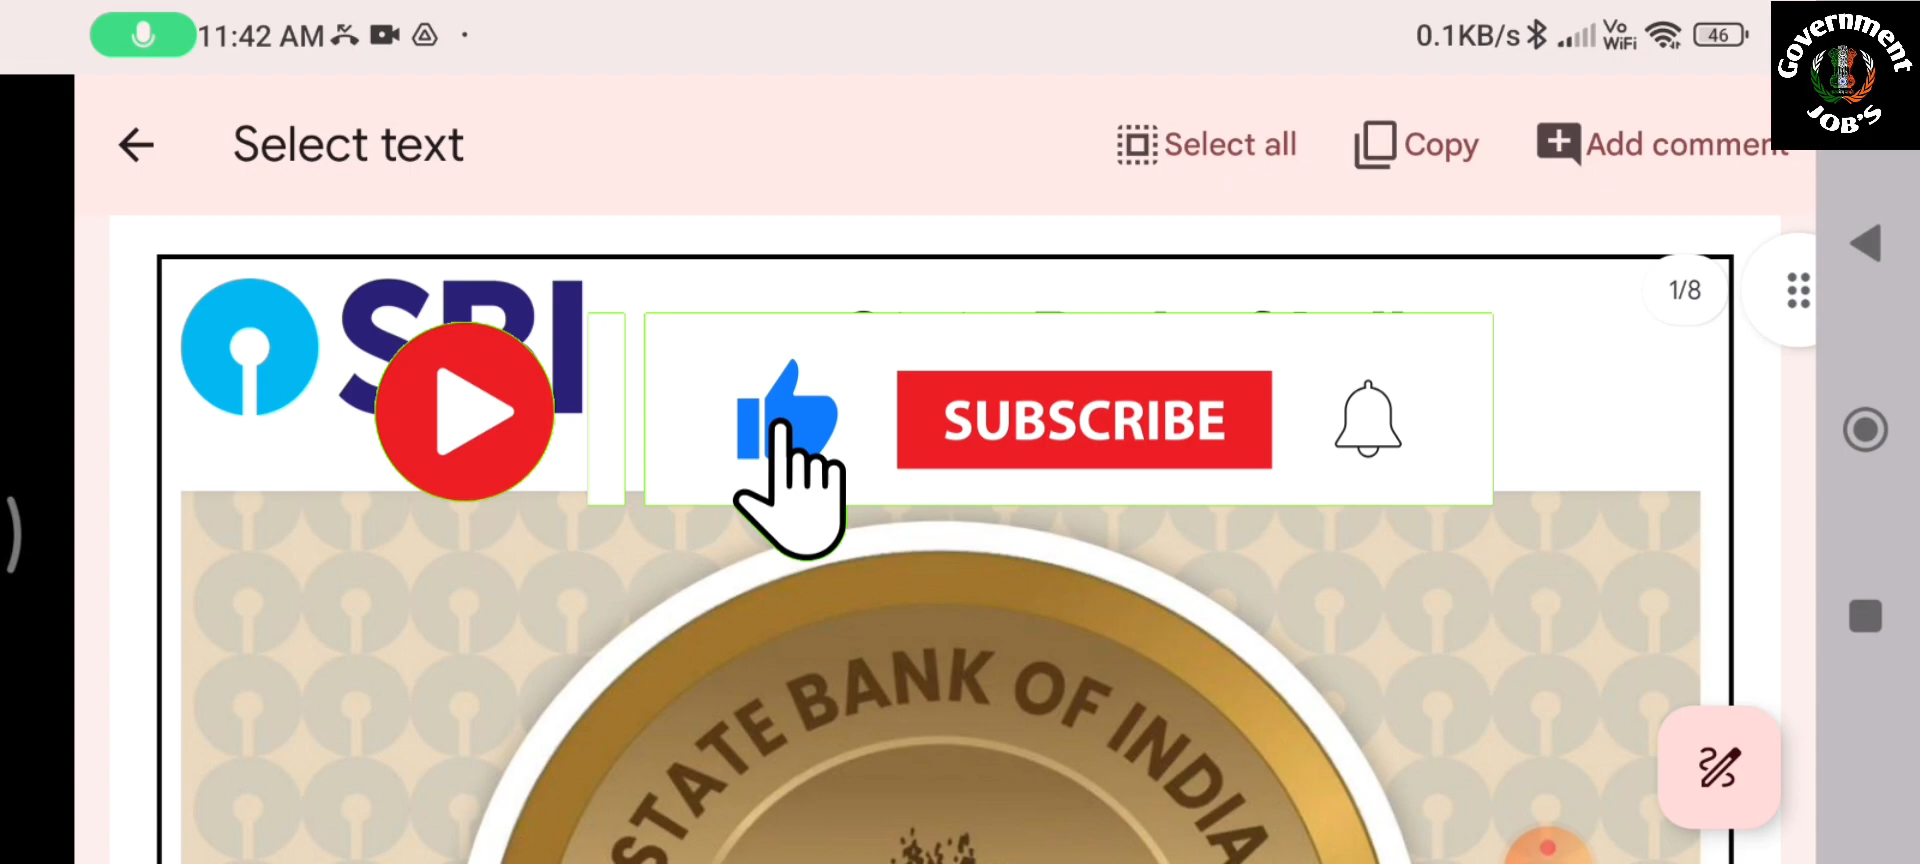 11:42 AM
0.1KB/s
Vo
WiFi
46
Government
JOB'S
Select text
Select all
Copy
Add comment
SBI
1/8
SUBSCRIBE
STATE BANK OF INDIA